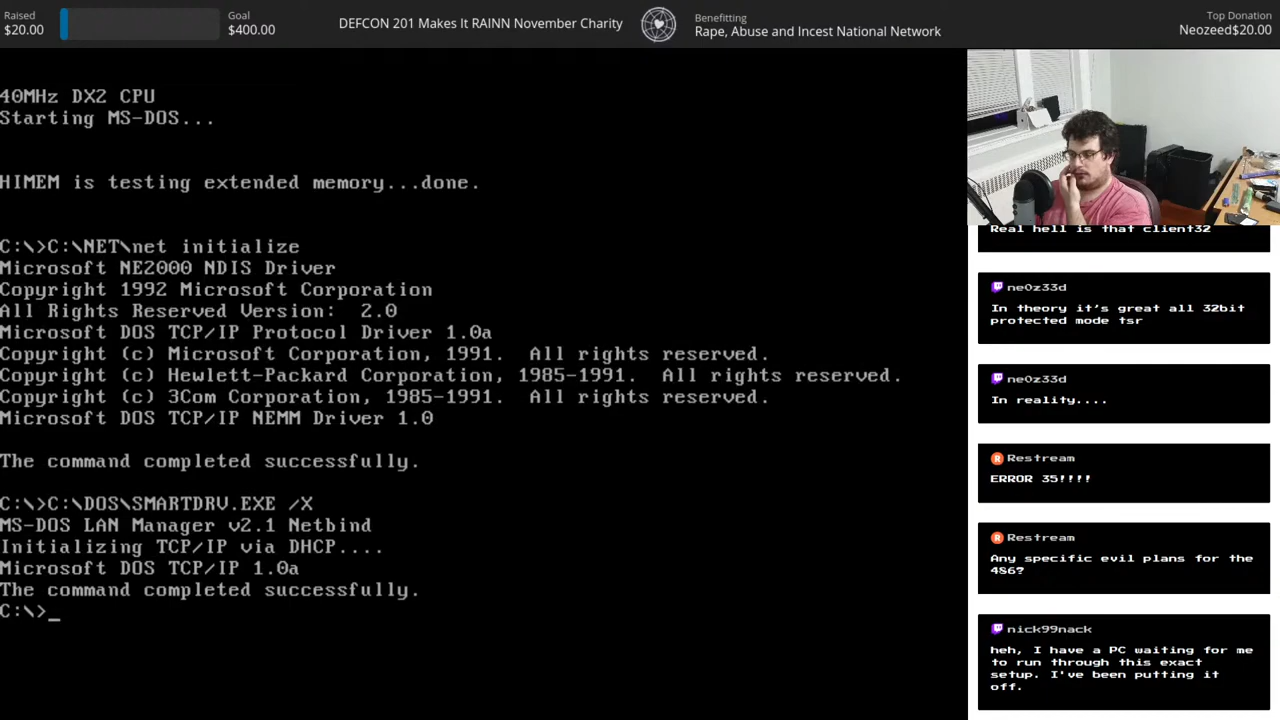 Raised
$20.00
Goal
$400.00
DEFCON 201 Makes It RAINN November Charity
Benefitting
Rape, Abuse and Incest National Network
Top Donation
Neozeed$20.00
40MHz DX2 CPU
Starting MS-DOS...
HIMEM is testing extended memory...done.
C:\>C:\NET\net initialize
Microsoft NE2000 NDIS Driver
Copyright 1992 Microsoft Corporation
All Rights Reserved Version:  2.0
Microsoft DOS TCP/IP Protocol Driver 1.0a
Copyright (c) Microsoft Corporation, 1991.  All rights reserved.
Copyright (c) Hewlett-Packard Corporation, 1985-1991.  All rights reserved.
Copyright (c) 3Com Corporation, 1985-1991.  All rights reserved.
Microsoft DOS TCP/IP NEMM Driver 1.0
The command completed successfully.
C:\>C:\DOS\SMARTDRV.EXE /X
MS-DOS LAN Manager v2.1 Netbind
Initializing TCP/IP via DHCP....
Microsoft DOS TCP/IP 1.0a
The command completed successfully.
C:\>_
Real hell is that client32
ne0z33d
In theory it's great all 32bit
protected mode tsr
ne0z33d
In reality....
Restream
ERROR 35!!!!
Restream
Any specific evil plans for the
486?
nick99nack
heh, I have a PC waiting for me
to run through this exact
setup. I've been putting it
off.